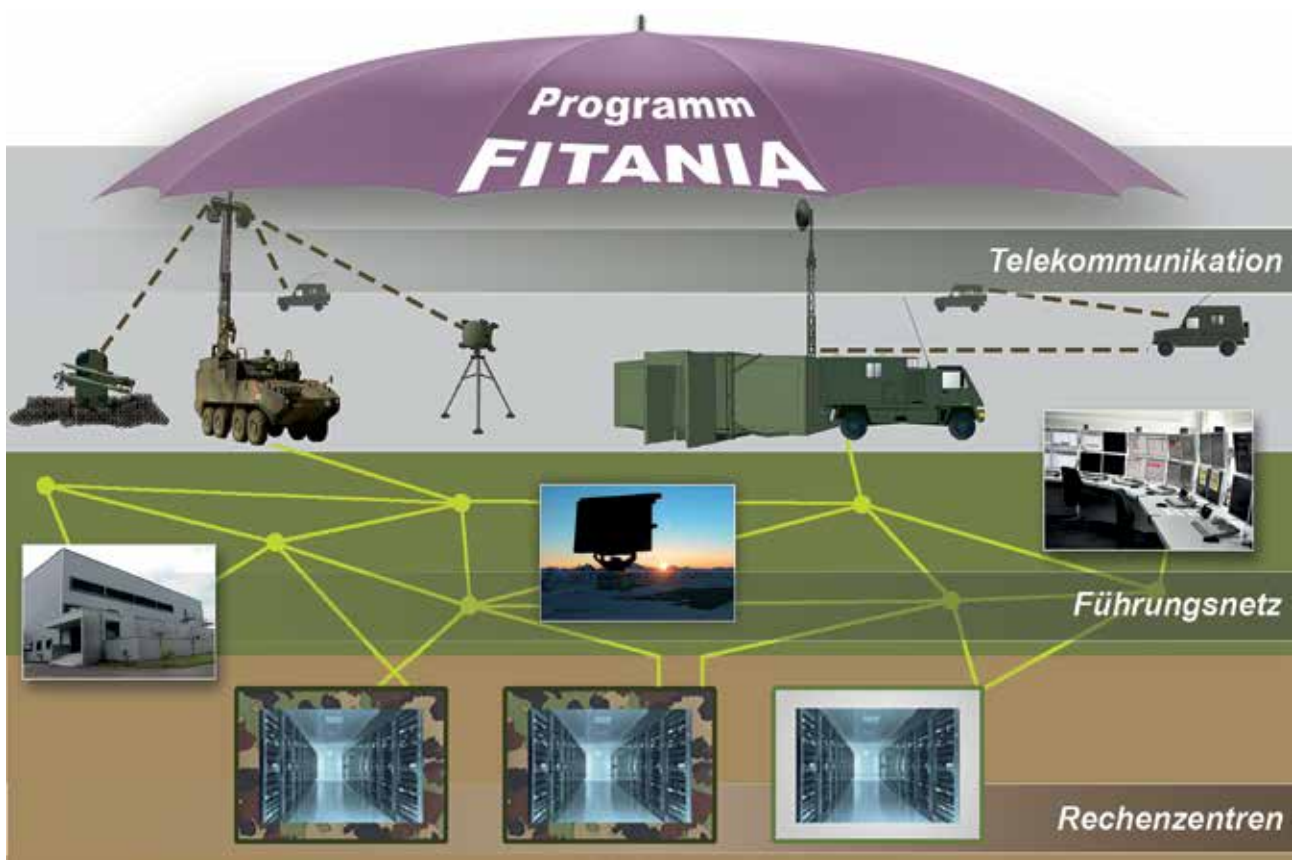 Programm
FITANIA
Telekommunikation
Führungsnetz
Rechenzentren